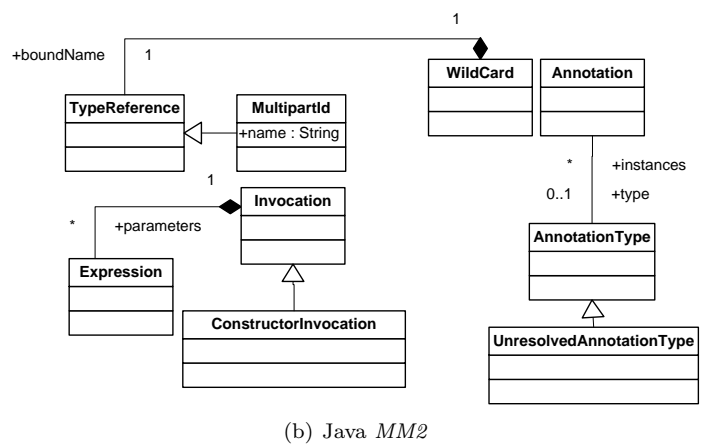 1
+boundName
1
WildCard
Annotation
TypeReference
MultipartId
+name : String
*
+instances
0..1
+type
1
Invocation
*
+parameters
AnnotationType
Expression
ConstructorInvocation
UnresolvedAnnotationType
(b) Java MM2